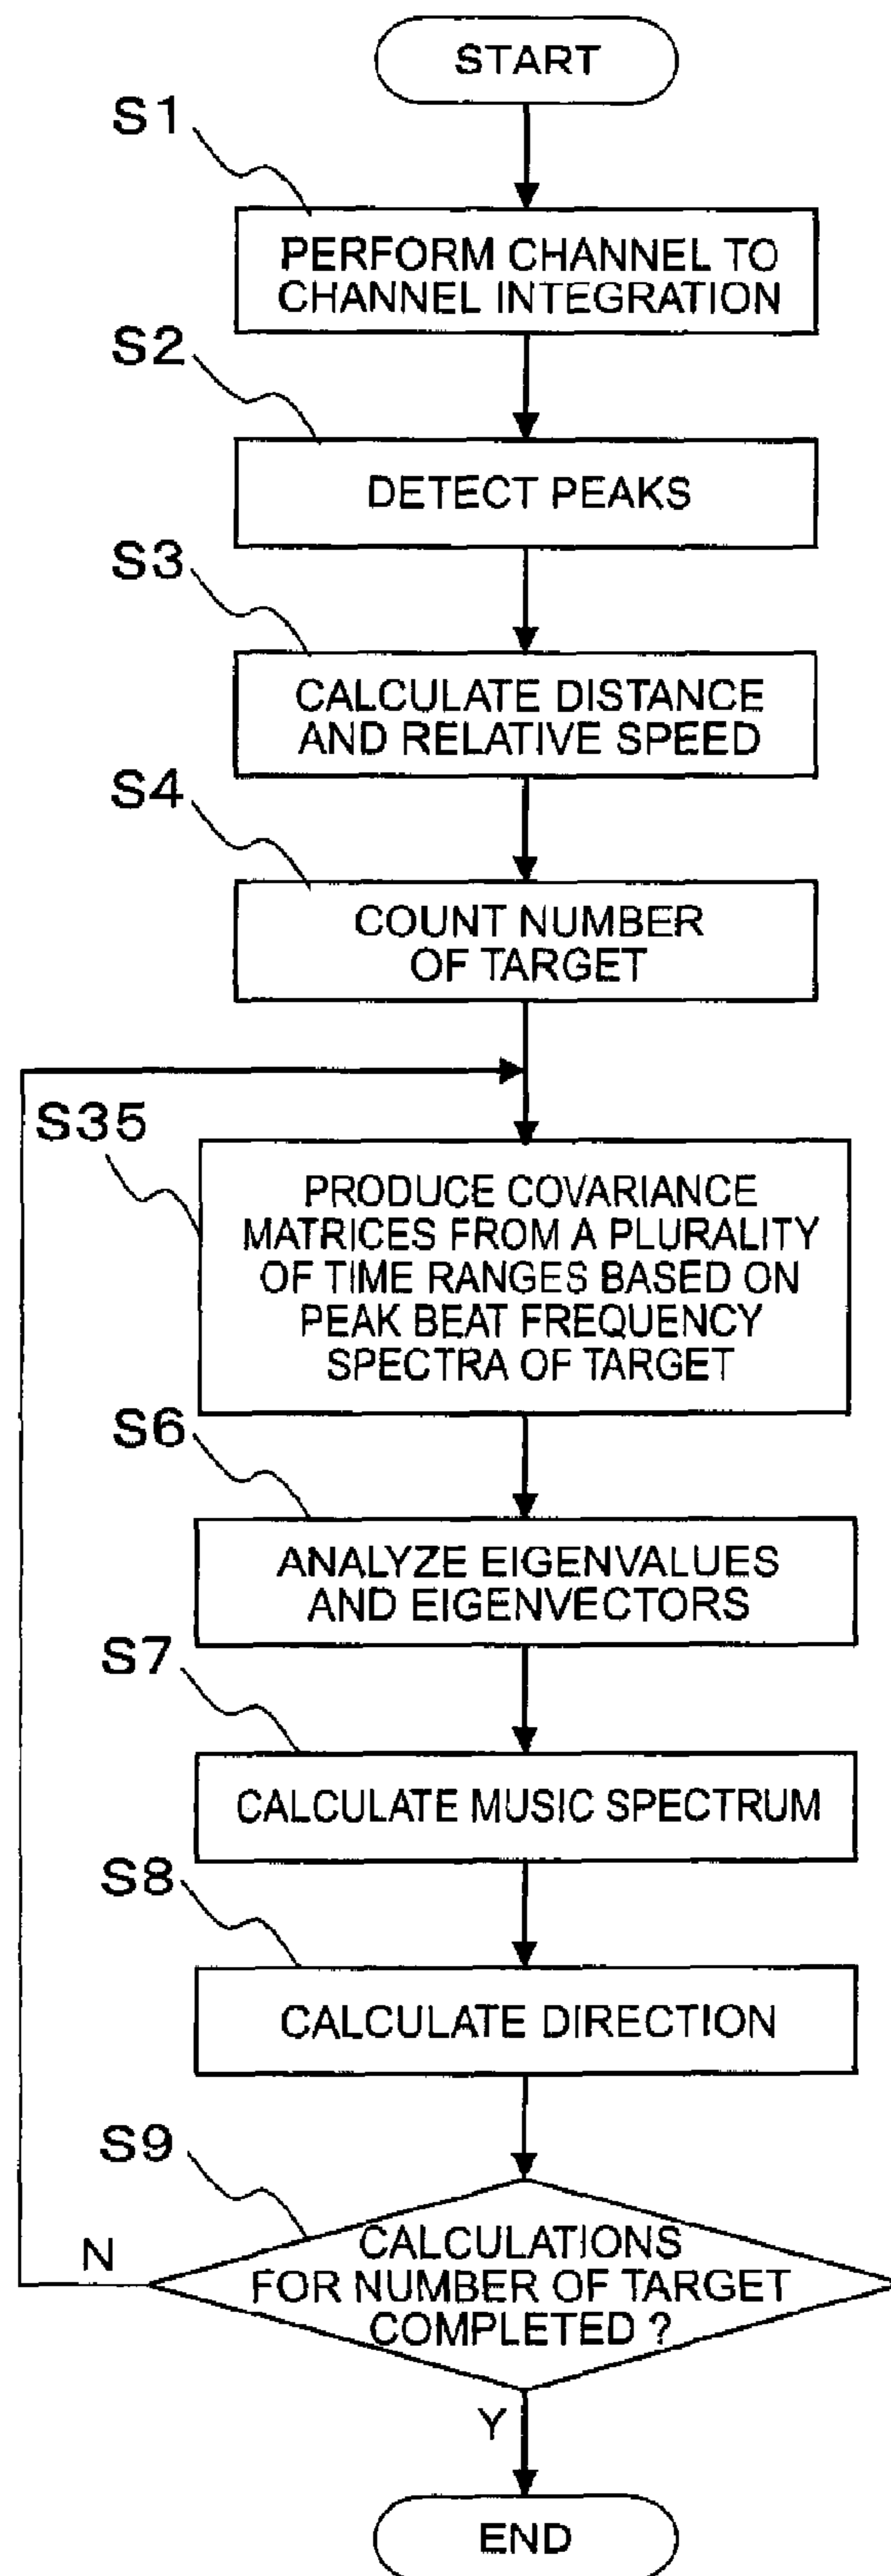 START
S1
PERFORM CHANNEL TO
CHANNEL INTEGRATION
S2
DETECT PEAKS
S3
CALCULATE DISTANCE
AND RELATIVE SPEED
S4
COUNT NUMBER
OF TARGET
S35
PRODUCE COVARIANCE
MATRICES FROM A PLURALITY
OF TIME RANGES BASED ON
PEAK BEAT FREQUENCY
SPECTRA OF TARGET
S6
ANALYZE EIGENVALUES
AND EIGENVECTORS
S7
CALCULATE MUSIC SPECTRUM
S8
CALCULATE DIRECTION
S9
CALCULATIONS
FOR NUMBER OF TARGET
COMPLETED ?
N
Y
END